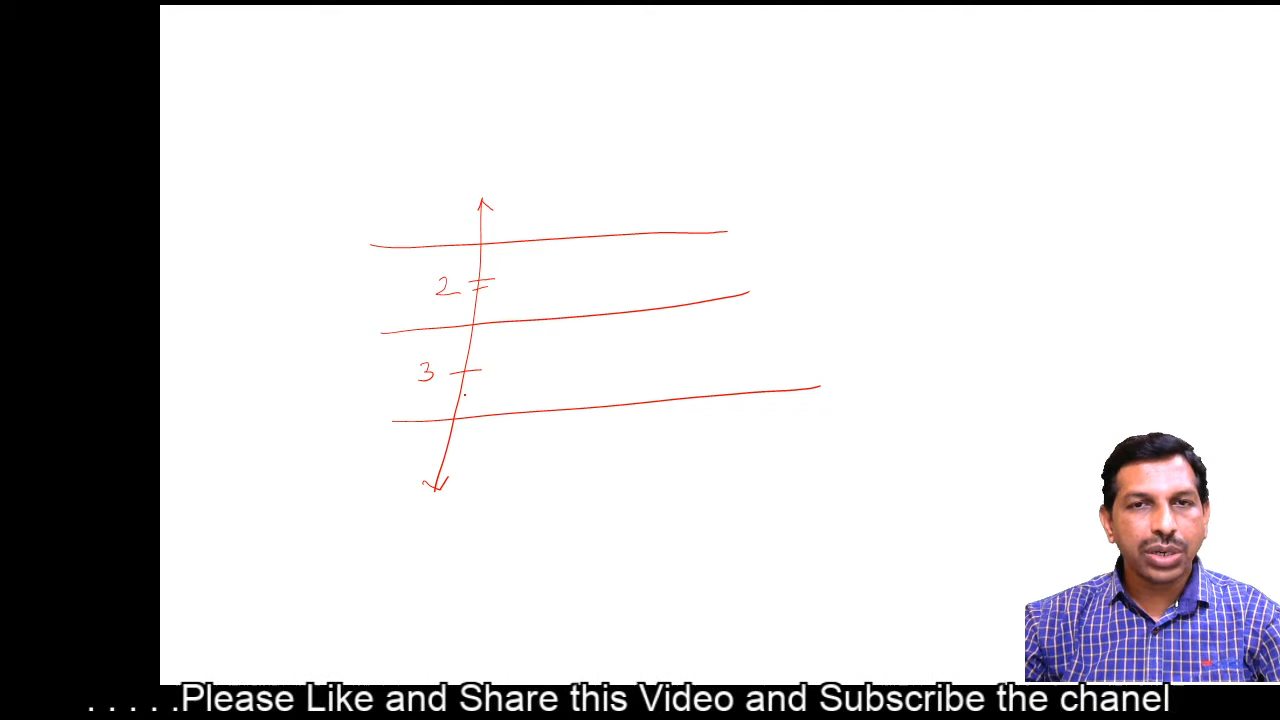 2
3
. . . . .Please Like and Share this Video and Subscribe the chanel